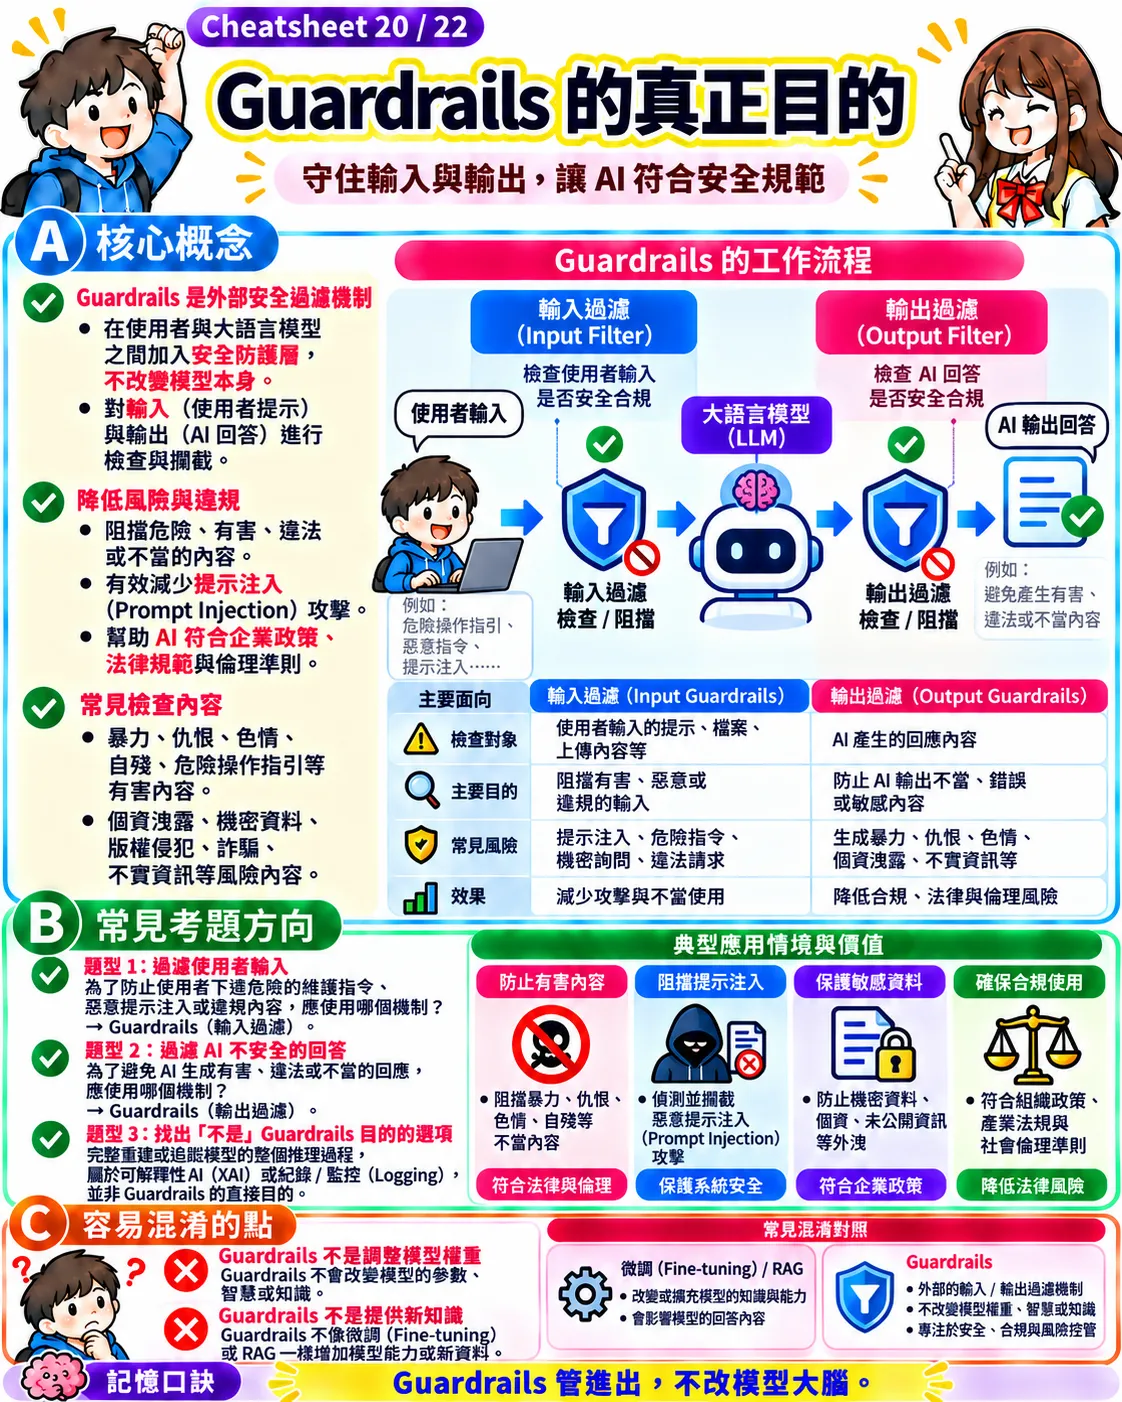 Cheatsheet 20 / 22
Guardrails 的真正目的
守住輸入與輸出，讓 AI 符合安全規範
A 核心概念
Guardrails 是外部安全過濾機制
• 在使用者與大語言模型
之間加入安全防護層，
不改變模型本身。
• 對輸入（使用者提示）
與輸出（AI 回答）進行
檢查與攔截。
降低風險與違規
• 阻擋危險、有害、違法
或不當的內容。
• 有效減少提示注入
（Prompt Injection）攻擊。
• 幫助 AI 符合企業政策、
法律規範與倫理準則。
常見檢查內容
• 暴力、仇恨、色情、
自殘、危險操作指引等
有害內容。
• 個資洩露、機密資料、
版權侵犯、詐騙、
不實資訊等風險內容。
Guardrails 的工作流程
輸入過濾
（Input Filter）
檢查使用者輸入
是否安全合規
輸出過濾
（Output Filter）
檢查 AI 回答
是否安全合規
使用者輸入
大語言模型
（LLM）
AI 輸出回答
輸入過濾
檢查 / 阻擋
輸出過濾
檢查 / 阻擋
例如：
危險操作指引、
惡意指令、
提示注入……
例如：
避免產生有害、
違法或不當內容
主要面向 輸入過濾（Input Guardrails） 輸出過濾（Output Guardrails）
檢查對象 使用者輸入的提示、檔案、
上傳內容等
AI 產生的回應內容
主要目的 阻擋有害、惡意或
違規的輸入
防止 AI 輸出不當、錯誤
或敏感內容
常見風險 提示注入、危險指令、
機密詢問、違法請求
生成暴力、仇恨、色情、
個資洩露、不實資訊等
效果 減少攻擊與不當使用 降低合規、法律與倫理風險
B 常見考題方向
題型 1：過濾使用者輸入
為了防止使用者下達危險的維護指令、
惡意提示注入或違規內容，應使用哪個機制？
→ Guardrails（輸入過濾）。
題型 2：過濾 AI 不安全的回答
為了避免 AI 生成有害、違法或不當的回應，
應使用哪個機制？
→ Guardrails（輸出過濾）。
題型 3：找出「不是」Guardrails 目的的選項
完整重建或追蹤模型的整個推理過程，
屬於可解釋性 AI（XAI）或紀錄 / 監控（Logging），
並非 Guardrails 的直接目的。
典型應用情境與價值
防止有害內容
• 阻擋暴力、仇恨、
色情、自殘等
不當內容
符合法律與倫理
阻擋提示注入
• 偵測並攔截
惡意提示注入
（Prompt Injection）
攻擊
保護系統安全
保護敏感資料
• 防止機密資料、
個資、未公開資訊
等外洩
符合企業政策
確保合規使用
• 符合組織政策、
產業法規與
社會倫理準則
降低法律風險
C 容易混淆的點
? ?
Guardrails 不是調整模型權重
Guardrails 不會改變模型的參數、
智慧或知識。
Guardrails 不是提供新知識
Guardrails 不像微調（Fine-tuning）
或 RAG 一樣增加模型能力或新資料。
常見混淆對照
微調（Fine-tuning）/ RAG
• 改變或擴充模型的知識與能力
• 會影響模型的回答內容
Guardrails
• 外部的輸入 / 輸出過濾機制
• 不改變模型權重、智慧或知識
• 專注於安全、合規與風險控管
記憶口訣
Guardrails 管進出，不改模型大腦。